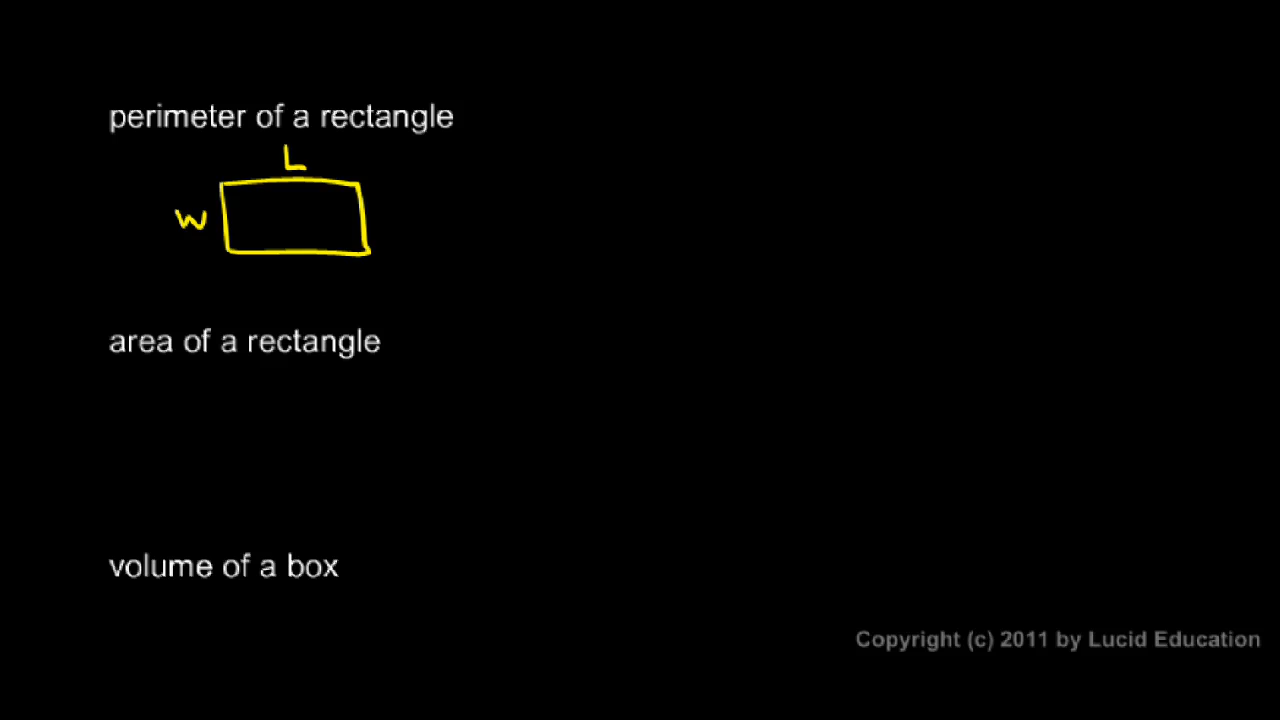 perimeter of a rectangle
L
W
area of a rectangle
volume of a box
Copyright (c) 2011 by Lucid Education